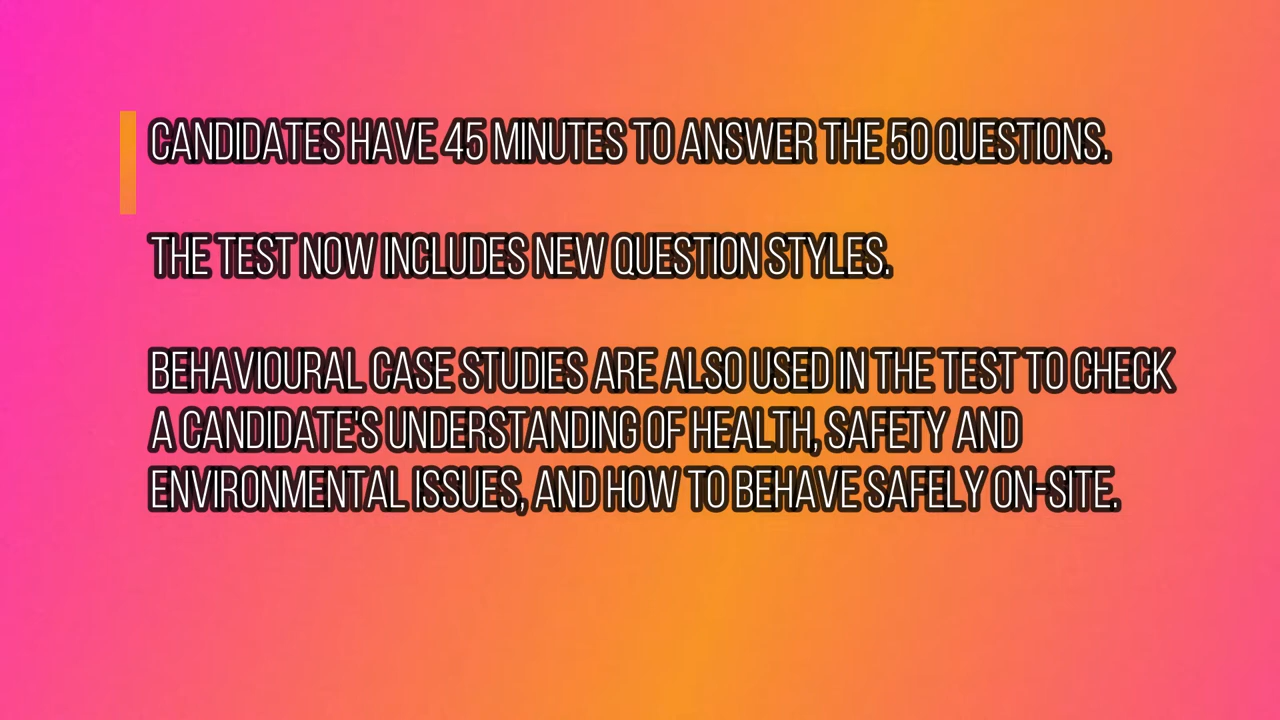 CANDIDATES HAVE 45 MINUTES TO ANSWER THE 50 QUESTIONS.
THE TEST NOW INCLUDES NEW QUESTION STYLES.
BEHAVIOURAL CASE STUDIES ARE ALSO USED IN THE TEST TO CHECK
A CANDIDATE'S UNDERSTANDING OF HEALTH, SAFETY AND
ENVIRONMENTAL ISSUES, AND HOW TO BEHAVE SAFELY ON-SITE.